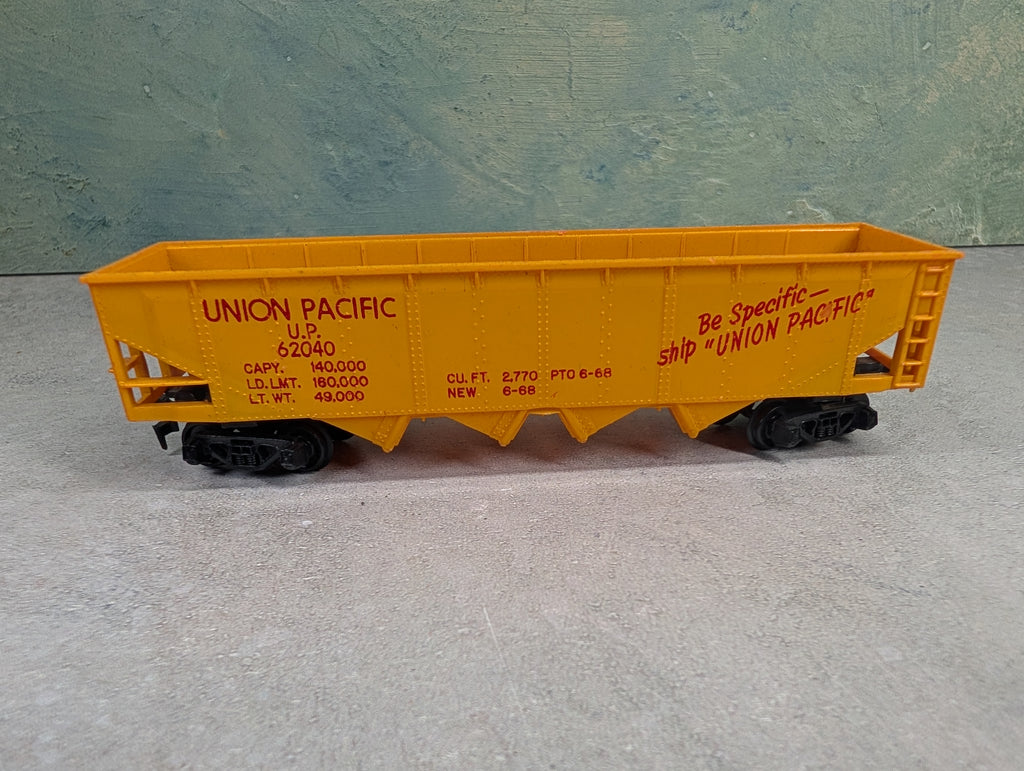 UNION PACIFIC
U.P.
62040
CAPY. 140,000
LD. LMT. 160,000
LT. WT. 49,000
CU. FT. 2,770 PTO 6-68
NEW 6-68
Be Specific—
ship "UNION PACIFIC"